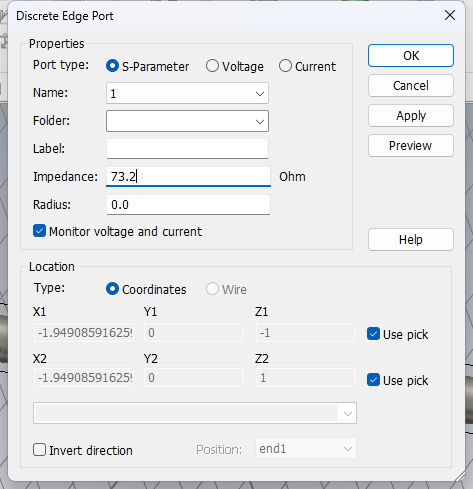 Discrete Edge Port
Properties
Port type: S-Parameter Voltage Current
Name: 1
Folder:
Label:
Impedance: 73.2 Ohm
Radius: 0.0
Monitor voltage and current
OK
Cancel
Apply
Preview
Help
Location
Type: Coordinates Wire
X1 Y1 Z1
-1.949085916259 0 -1 Use pick
X2 Y2 Z2
-1.949085916259 0 1 Use pick
Invert direction Position: end1